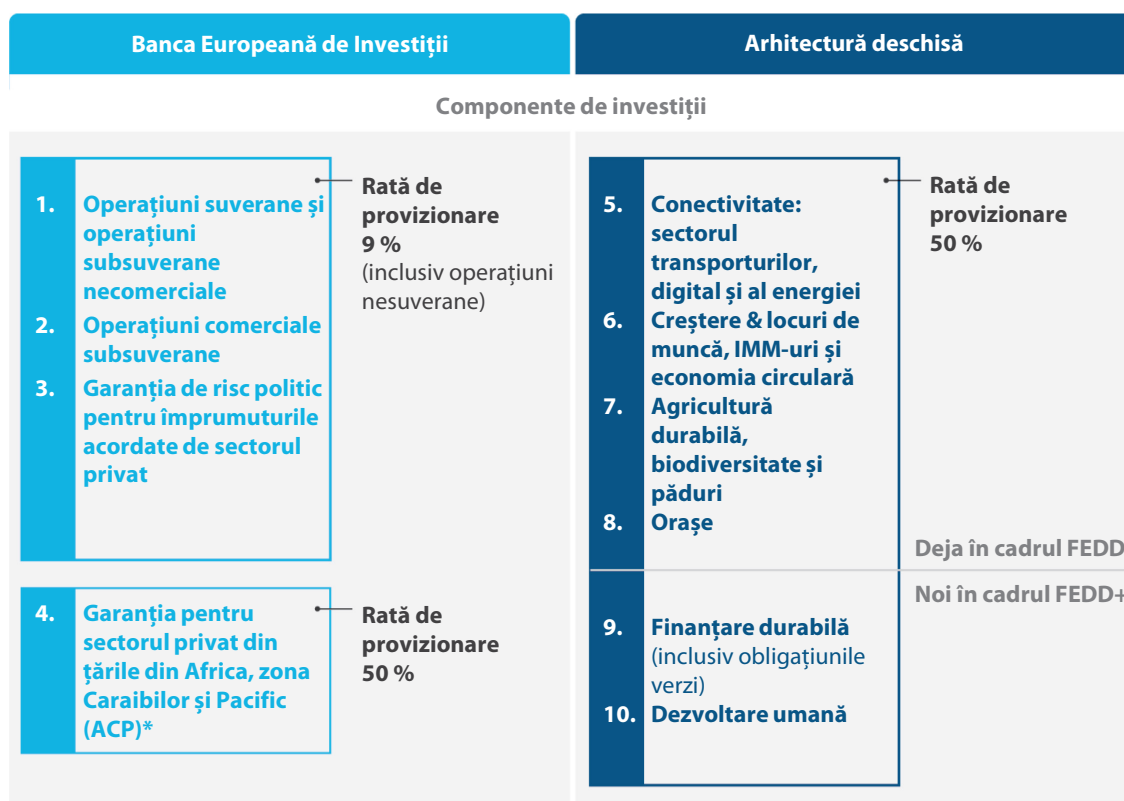 Banca Europeană de Investiții
Arhitectură deschisă
Componente de investiții
1. Operațiuni suverane și
operațiuni
subsuverane
necomerciale
2. Operațiuni comerciale
subsuverane
3. Garanția de risc politic
pentru împrumuturile
acordate de sectorul
privat
Rată de
provizionare
9 %
(inclusiv operațiuni
nesuverane)
4. Garanția pentru
sectorul privat din
țările din Africa, zona
Caraibilor și Pacific
(ACP)*
Rată de
provizionare
50 %
5. Conectivitate:
sectorul
transporturilor,
digital și al energiei
6. Creștere & locuri de
muncă, IMM-uri și
economia circulară
7. Agricultură
durabilă,
biodiversitate și
păduri
8. Orașe
Rată de
provizionare
50 %
Deja în cadrul FEDD
Noi în cadrul FEDD+
9. Finanțare durabilă
(inclusiv obligațiunile
verzi)
10. Dezvoltare umană